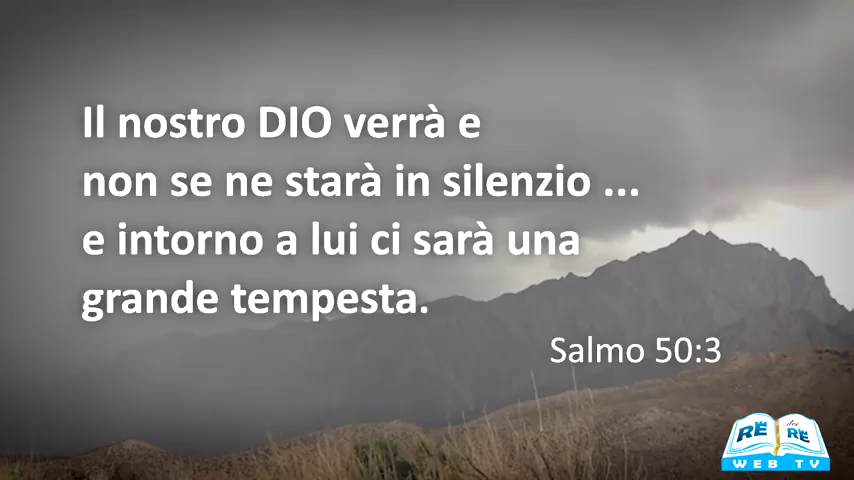 Il nostro DIO verrà e
non se ne starà in silenzio ...
e intorno a lui ci sarà una
grande tempesta.
Salmo 50:3
RE dei RE
WEB TV